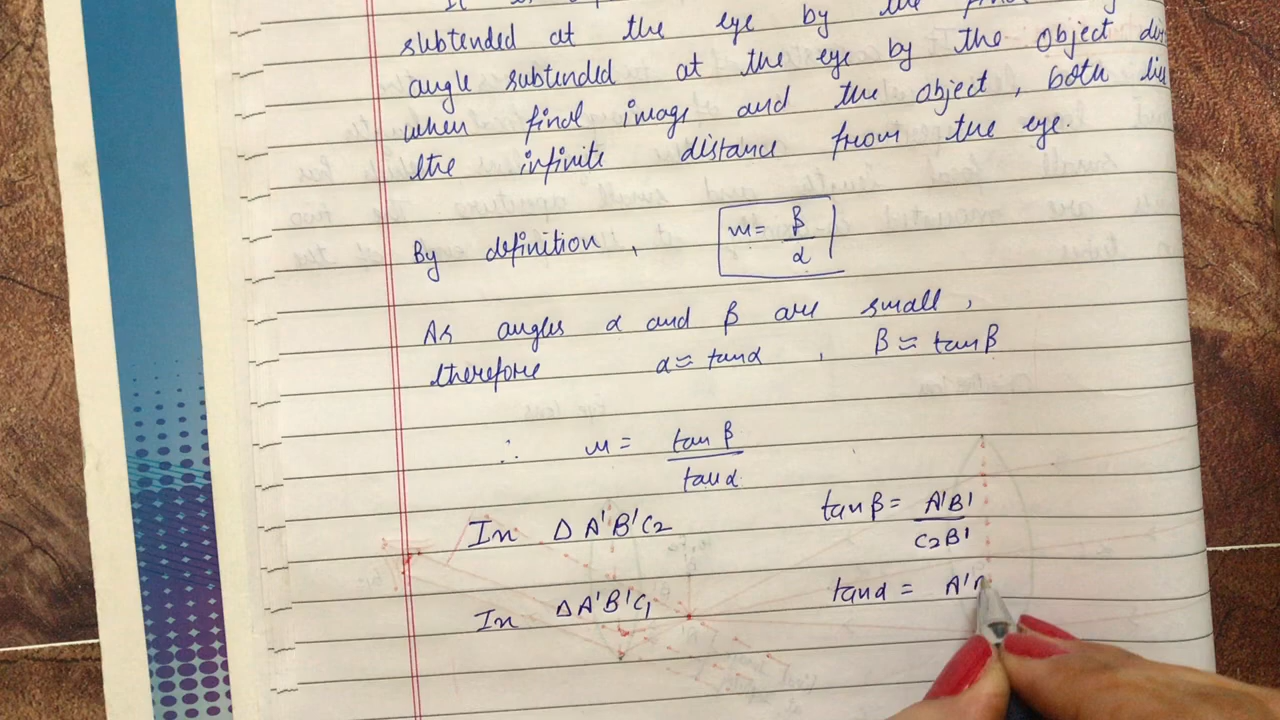 subtended at the eye by the
angle subtended at the eye by the object
when final image and the object, both
the infinite distance from the eye.
By definition, m = β/α
As angles α and β are small,
therefore α ≈ tanα, β ≈ tanβ
∴ m = tan β/tanα
In Δ A'B'C2 tanβ = A'B'/C2B'
In ΔA'B'C1 tanα = A'